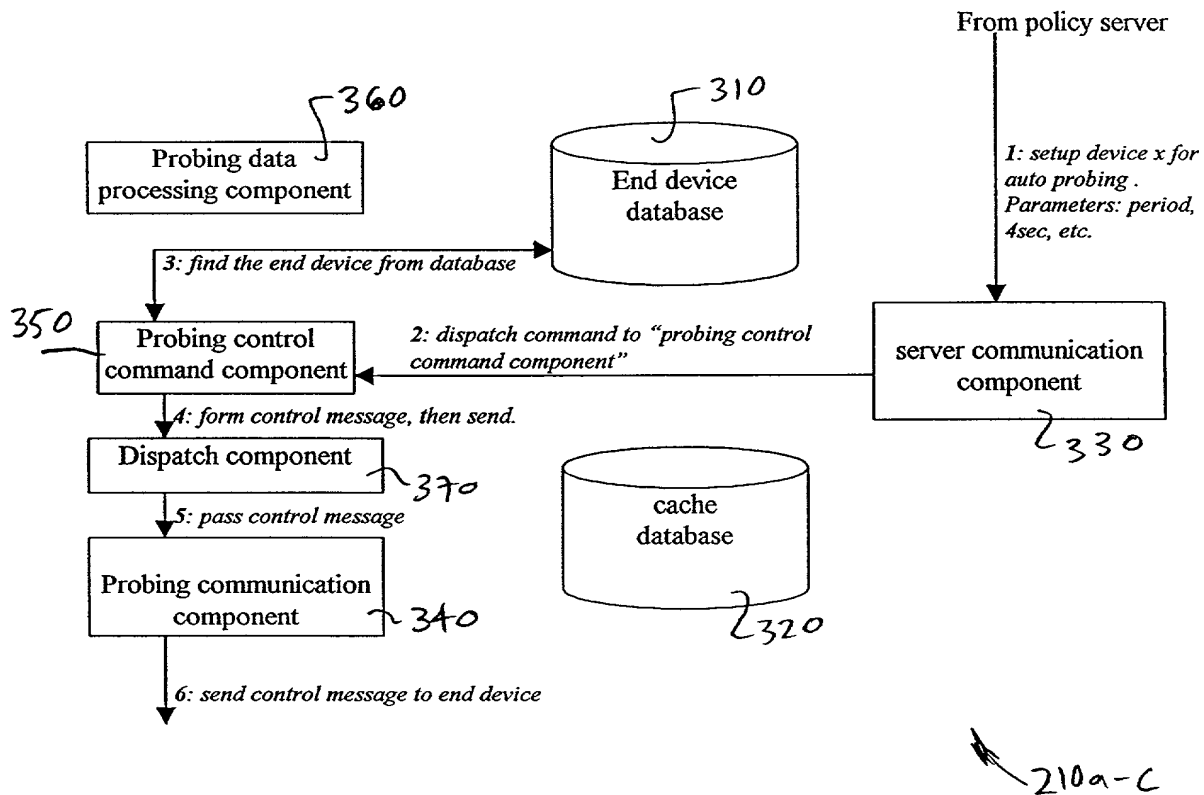 From policy server
360
310
Probing data
processing component
End device
database
1: setup device x for
auto probing .
Parameters: period,
4sec, etc.
3: find the end device from database
350
Probing control
command component
2: dispatch command to “probing control
command component”
server communication
component
330
4: form control message, then send.
Dispatch component
370
cache
database
5: pass control message
Probing communication
component
340
320
6: send control message to end device
210a-c